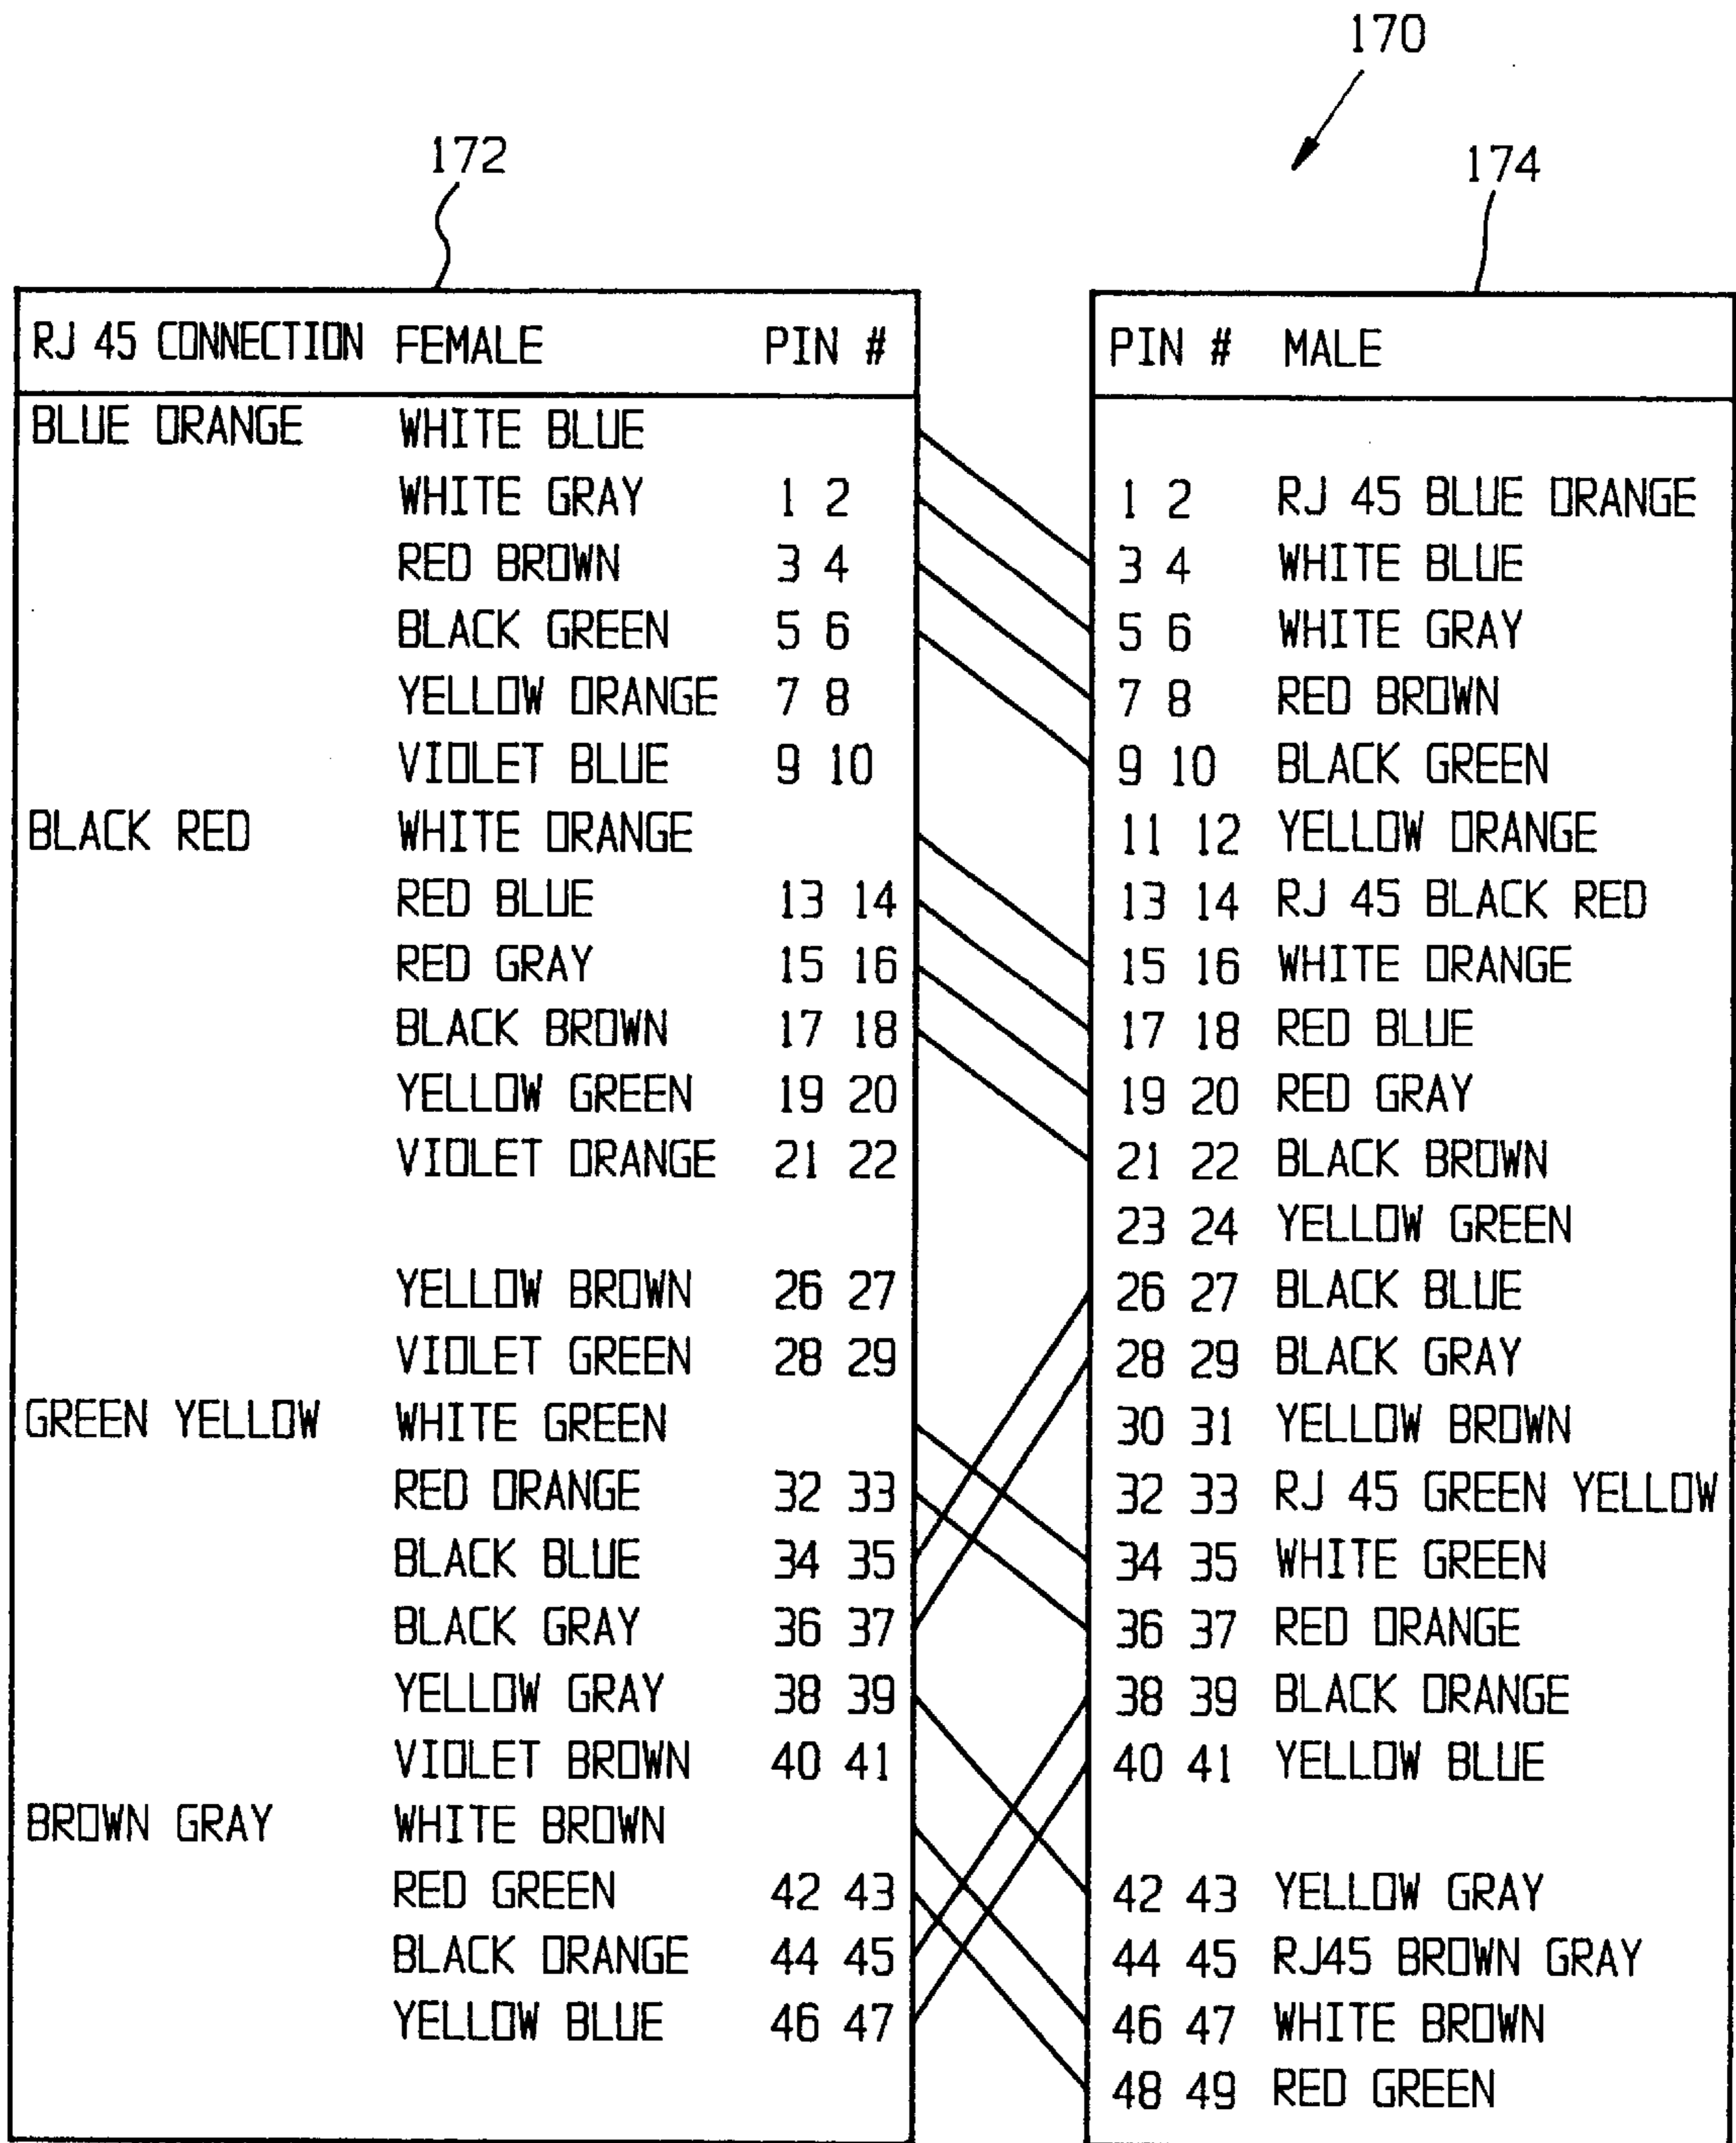 170
172
174
RJ 45 CONNECTION FEMALE PIN #
BLUE ORANGE WHITE BLUE
WHITE GRAY 1 2
RED BROWN 3 4
BLACK GREEN 5 6
YELLOW ORANGE 7 8
VIOLET BLUE 9 10
BLACK RED WHITE ORANGE
RED BLUE 13 14
RED GRAY 15 16
BLACK BROWN 17 18
YELLOW GREEN 19 20
VIOLET ORANGE 21 22
YELLOW BROWN 26 27
VIOLET GREEN 28 29
GREEN YELLOW WHITE GREEN
RED ORANGE 32 33
BLACK BLUE 34 35
BLACK GRAY 36 37
YELLOW GRAY 38 39
VIOLET BROWN 40 41
BROWN GRAY WHITE BROWN
RED GREEN 42 43
BLACK ORANGE 44 45
YELLOW BLUE 46 47
PIN # MALE
1 2 RJ 45 BLUE ORANGE
3 4 WHITE BLUE
5 6 WHITE GRAY
7 8 RED BROWN
9 10 BLACK GREEN
11 12 YELLOW ORANGE
13 14 RJ 45 BLACK RED
15 16 WHITE ORANGE
17 18 RED BLUE
19 20 RED GRAY
21 22 BLACK BROWN
23 24 YELLOW GREEN
26 27 BLACK BLUE
28 29 BLACK GRAY
30 31 YELLOW BROWN
32 33 RJ 45 GREEN YELLOW
34 35 WHITE GREEN
36 37 RED ORANGE
38 39 BLACK ORANGE
40 41 YELLOW BLUE
42 43 YELLOW GRAY
44 45 RJ45 BROWN GRAY
46 47 WHITE BROWN
48 49 RED GREEN